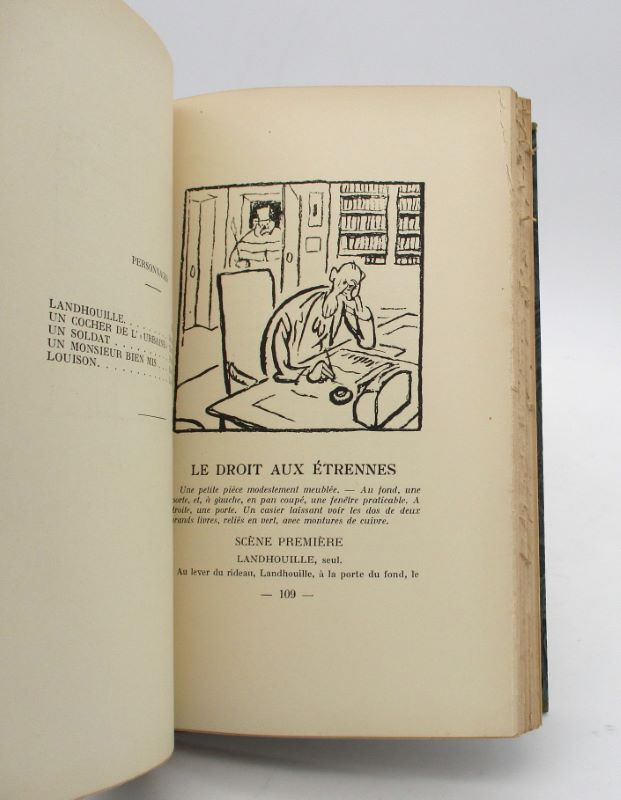 PERSONNAGES
LANDHOUILLE. . . . . .
UN COCHER DE L' « URBAINE »
UN SOLDAT . . . . . .
UN MONSIEUR BIEN MIS . . .
LOUISON. . . . . . . .
LE DROIT AUX ÉTRENNES
Une petite pièce modestement meublée. — Au fond, une
porte, et, à gauche, en pan coupé, une fenêtre praticable. A
droite, une porte. Un casier laissant voir les dos de deux
grands livres, reliés en vert, avec montures de cuivre.
SCÈNE PREMIÈRE
LANDHOUILLE, seul.
Au lever du rideau, Landhouille, à la porte du fond, le
— 109 —